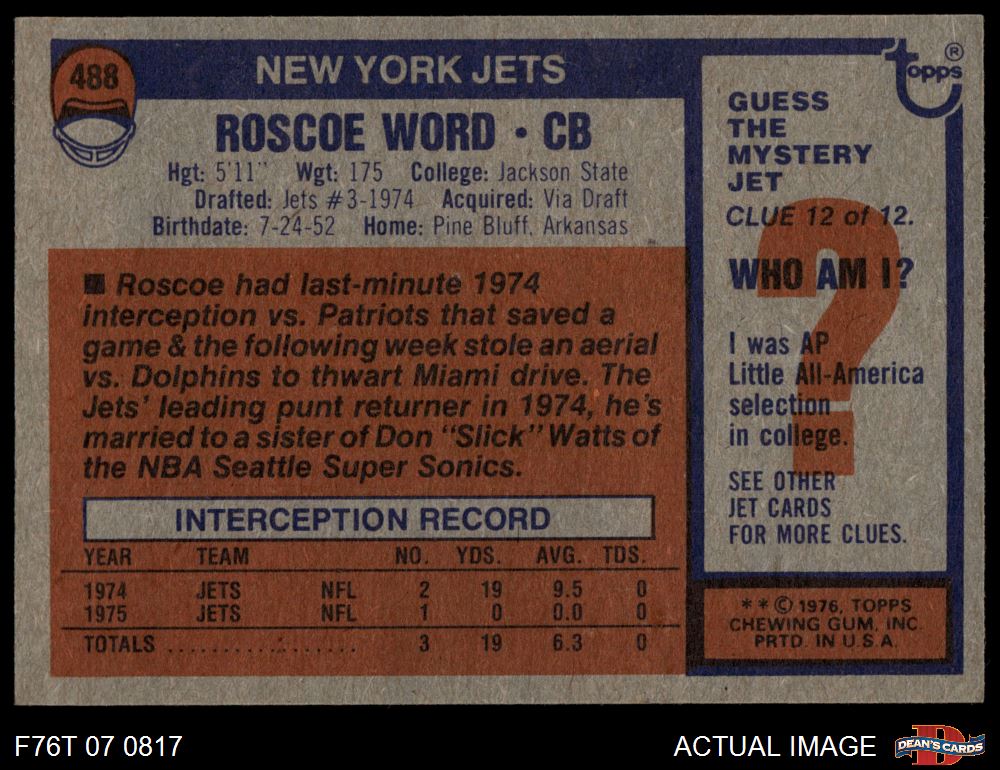 488
NEW YORK JETS
ROSCOE WORD • CB
Hgt: 5'11" Wgt: 175 College: Jackson State
Drafted: Jets #3-1974 Acquired: Via Draft
Birthdate: 7-24-52 Home: Pine Bluff, Arkansas
■ Roscoe had last-minute 1974
interception vs. Patriots that saved a
game & the following week stole an aerial
vs. Dolphins to thwart Miami drive. The
Jets' leading punt returner in 1974, he's
married to a sister of Don "Slick" Watts of
the NBA Seattle Super Sonics.
INTERCEPTION RECORD
YEAR TEAM NO. YDS. AVG. TDS.
1974 JETS NFL 2 19 9.5 0
1975 JETS NFL 1 0 0.0 0
TOTALS .................. 3 19 6.3 0
topps ®
GUESS
THE
MYSTERY
JET
CLUE 12 of 12.
?
WHO AM I?
I was AP
Little All-America
selection
in college.
SEE OTHER
JET CARDS
FOR MORE CLUES.
* * © 1976, TOPPS
CHEWING GUM, INC.
PRTD. IN U.S.A.
F76T 07 0817
ACTUAL IMAGE
D
DEAN'S CARDS